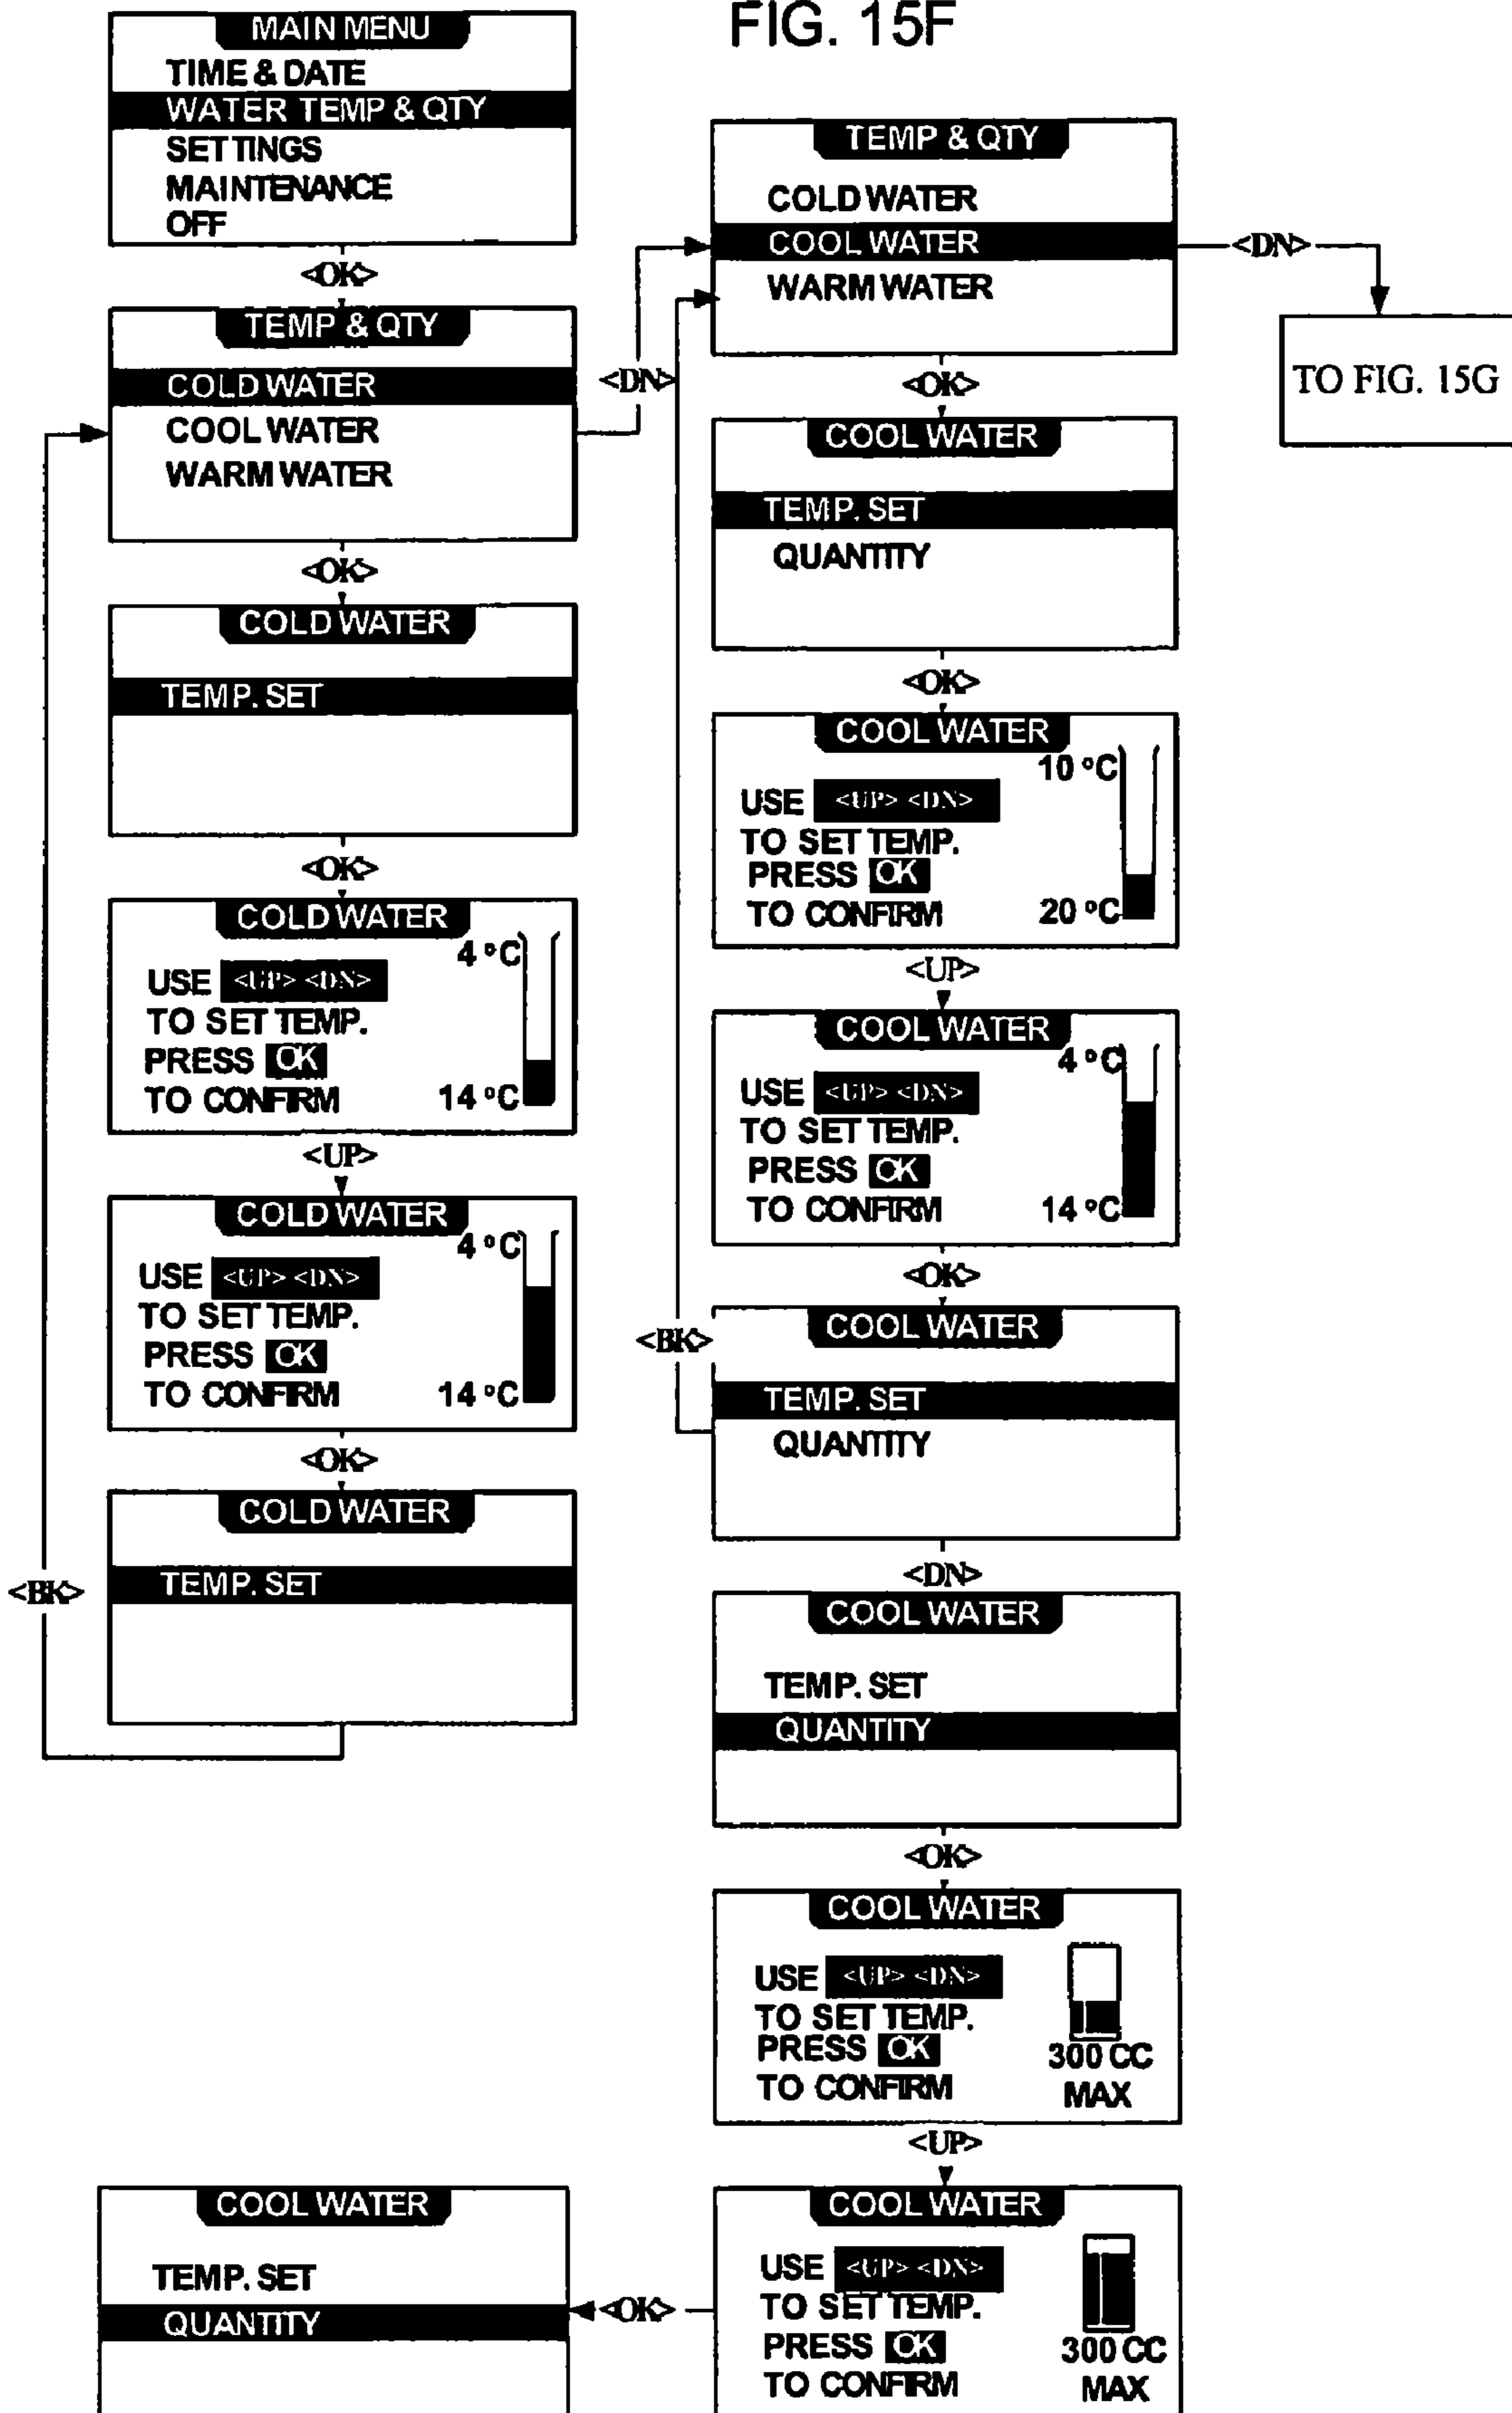 FIG. 15F
MAIN MENU
TIME & DATE
WATER TEMP & QTY
SETTINGS
MAINTENANCE
OFF
<OK>
TEMP & QTY
COLD WATER
COOL WATER
WARM WATER
<DN>
<OK>
COLD WATER
TEMP. SET
<OK>
COLD WATER
4 °C
USE <UP> <DN>
TO SET TEMP.
PRESS OK
TO CONFIRM
14 °C
<UP>
COLD WATER
4 °C
USE <UP> <DN>
TO SET TEMP.
PRESS OK
TO CONFIRM
14 °C
<OK>
COLD WATER
TEMP. SET
<BK>
TEMP & QTY
COLD WATER
COOL WATER
WARM WATER
<DN>
TO FIG. 15G
<OK>
COOL WATER
TEMP. SET
QUANTITY
<OK>
COOL WATER
10 °C
USE <UP> <DN>
TO SET TEMP.
PRESS OK
TO CONFIRM
20 °C
<UP>
COOL WATER
4 °C
USE <UP> <DN>
TO SET TEMP.
PRESS OK
TO CONFIRM
14 °C
<OK>
COOL WATER
<BK>
TEMP. SET
QUANTITY
<DN>
COOL WATER
TEMP. SET
QUANTITY
<OK>
COOL WATER
USE <UP> <DN>
TO SET TEMP.
PRESS OK
TO CONFIRM
300 CC
MAX
<UP>
COOL WATER
USE <UP> <DN>
TO SET TEMP.
PRESS OK
TO CONFIRM
300 CC
MAX
<OK>
COOL WATER
TEMP. SET
QUANTITY